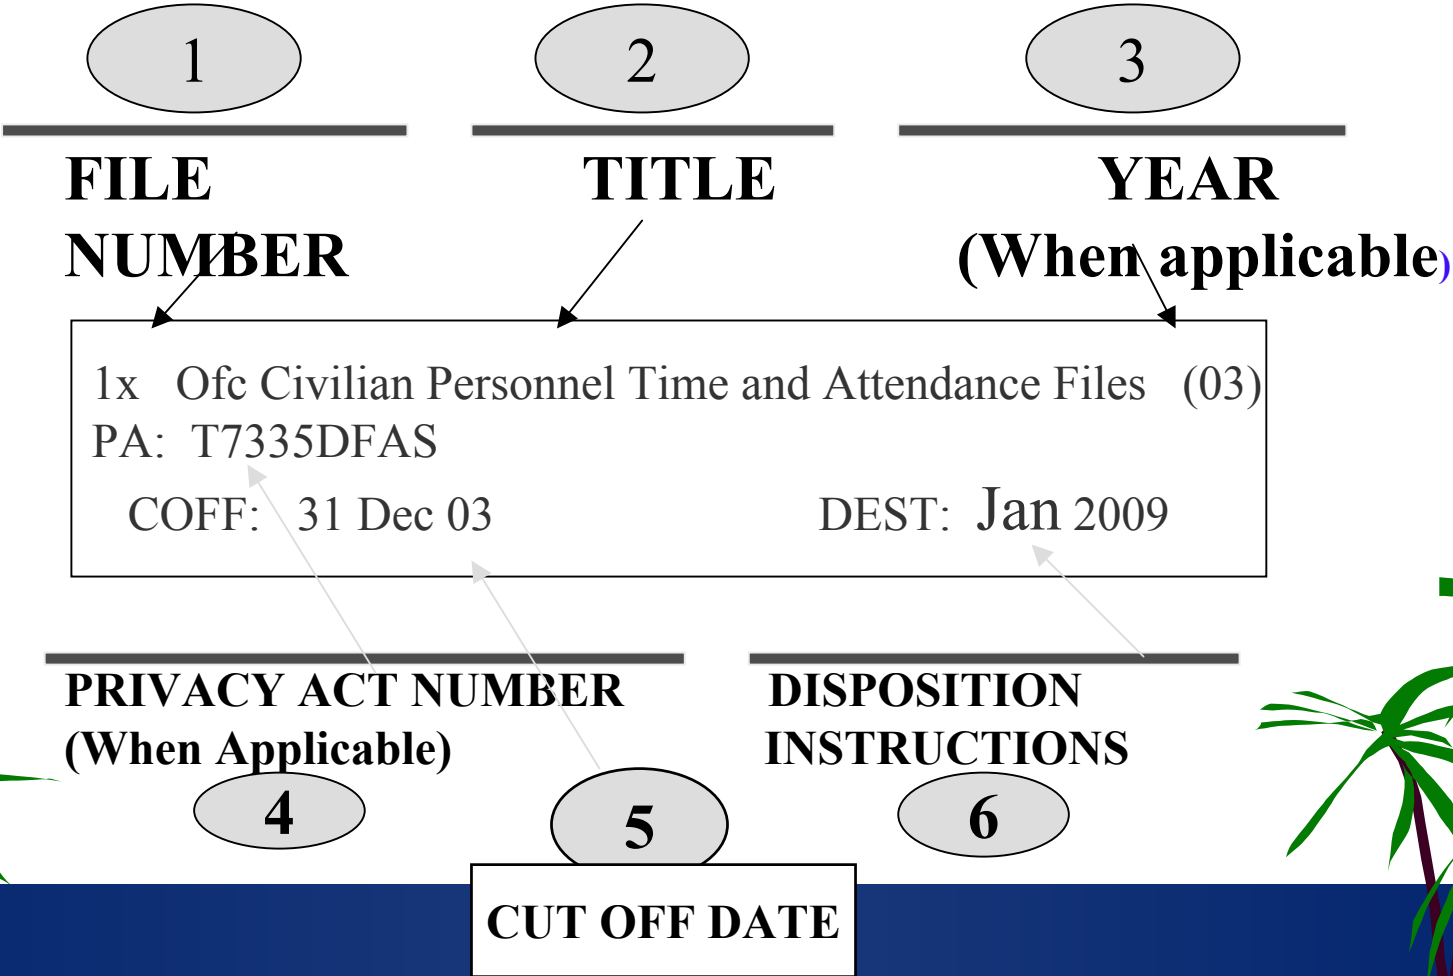 1 2 3
FILE NUMBER TITLE YEAR
(When applicable)
1x Ofc Civilian Personnel Time and Attendance Files (03)
PA: T7335DFAS
COFF: 31 Dec 03 DEST: Jan 2009
PRIVACY ACT NUMBER
(When Applicable)
DISPOSITION
INSTRUCTIONS
4 5 6
CUT OFF DATE